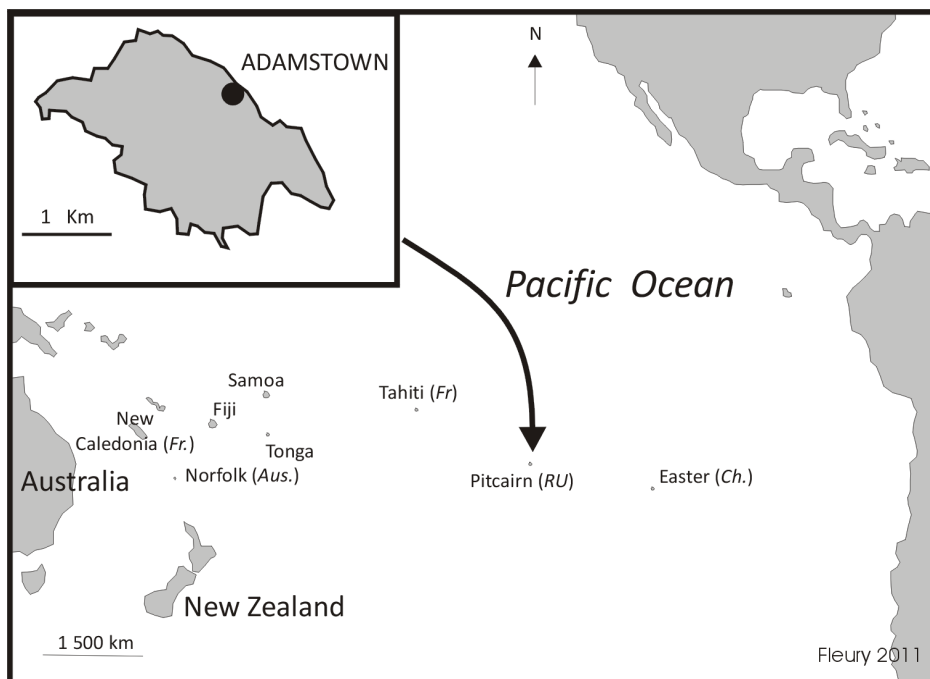 ADAMSTOWN
1 Km
N
Pacific Ocean
Samoa
Tahiti (Fr)
Fiji
New
Caledonia (Fr.)
Tonga
Australia
Norfolk (Aus.)
Pitcairn (RU)
Easter (Ch.)
New Zealand
1 500 km
Fleury 2011